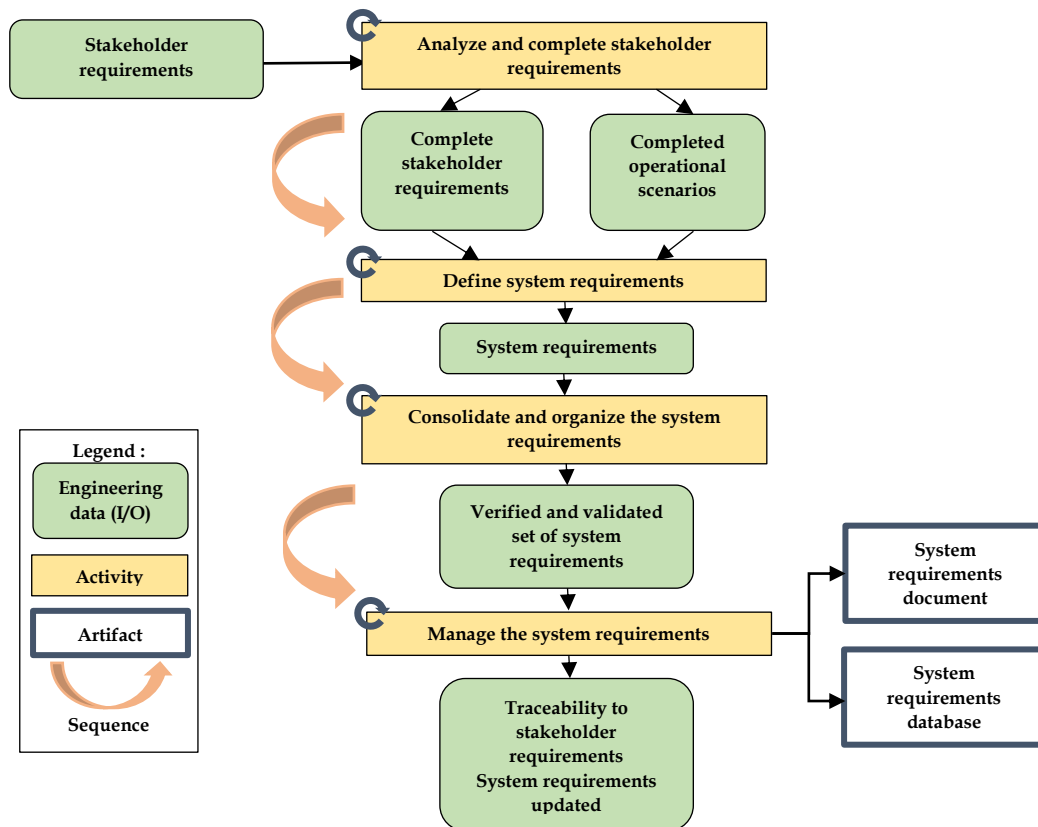 Stakeholder
requirements
Analyze and complete stakeholder
requirements
Complete
stakeholder
requirements
Completed
operational
scenarios
Define system requirements
System requirements
Consolidate and organize the system
requirements
Legend :
Engineering
data (I/O)
Activity
Artifact
Sequence
Verified and validated
set of system
requirements
Manage the system requirements
System
requirements
document
System
requirements
database
Traceability to
stakeholder
requirements
System requirements
updated